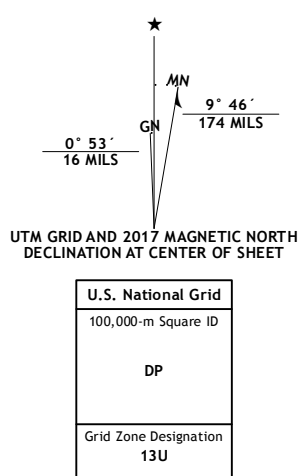 ★
MN
9° 46´
174 MILS
GN
0° 53´
16 MILS
UTM GRID AND 2017 MAGNETIC NORTH
DECLINATION AT CENTER OF SHEET
U.S. National Grid
100,000-m Square ID
DP
Grid Zone Designation
13U